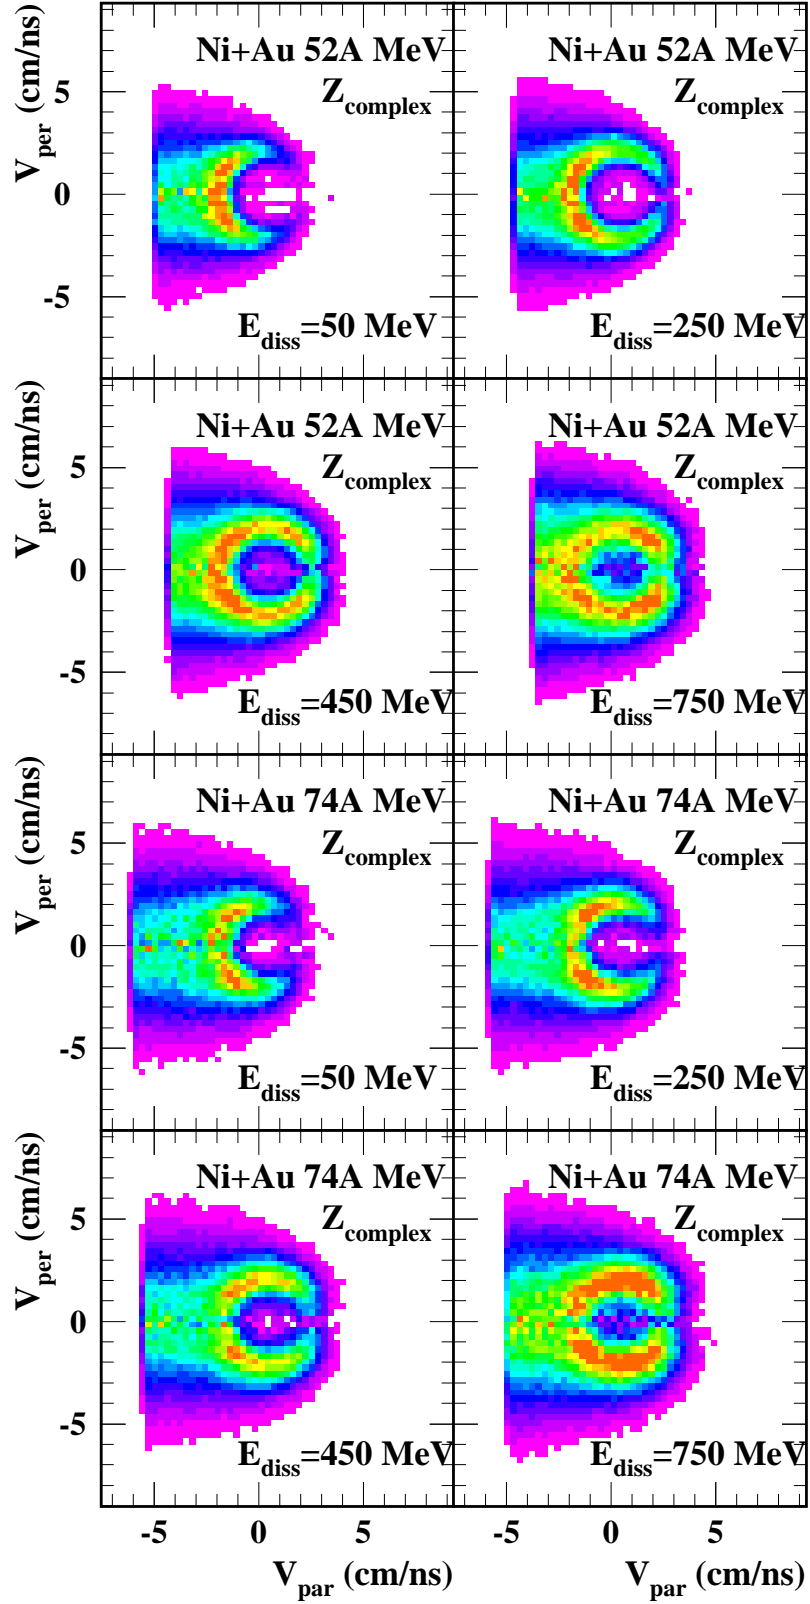 Ni+Au 52A MeV
Z_complex
E_diss=50 MeV
V_per (cm/ns)
5
0
-5
Ni+Au 52A MeV
Z_complex
E_diss=250 MeV
Ni+Au 52A MeV
Z_complex
E_diss=450 MeV
V_per (cm/ns)
5
0
-5
Ni+Au 52A MeV
Z_complex
E_diss=750 MeV
Ni+Au 74A MeV
Z_complex
E_diss=50 MeV
V_per (cm/ns)
5
0
-5
Ni+Au 74A MeV
Z_complex
E_diss=250 MeV
Ni+Au 74A MeV
Z_complex
E_diss=450 MeV
V_per (cm/ns)
5
0
-5
Ni+Au 74A MeV
Z_complex
E_diss=750 MeV
-5 0 5
V_par (cm/ns)
-5 0 5
V_par (cm/ns)